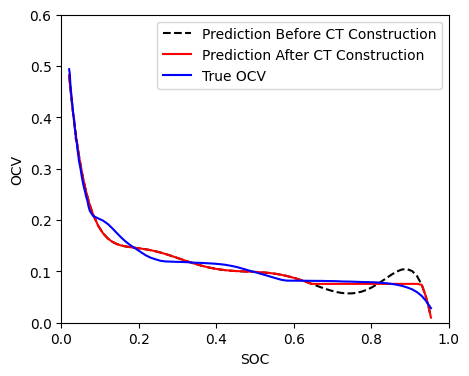 0.6
0.5
0.4
0.3
0.2
0.1
0.0
OCV
Prediction Before CT Construction
Prediction After CT Construction
True OCV
0.0 0.2 0.4 0.6 0.8 1.0
SOC